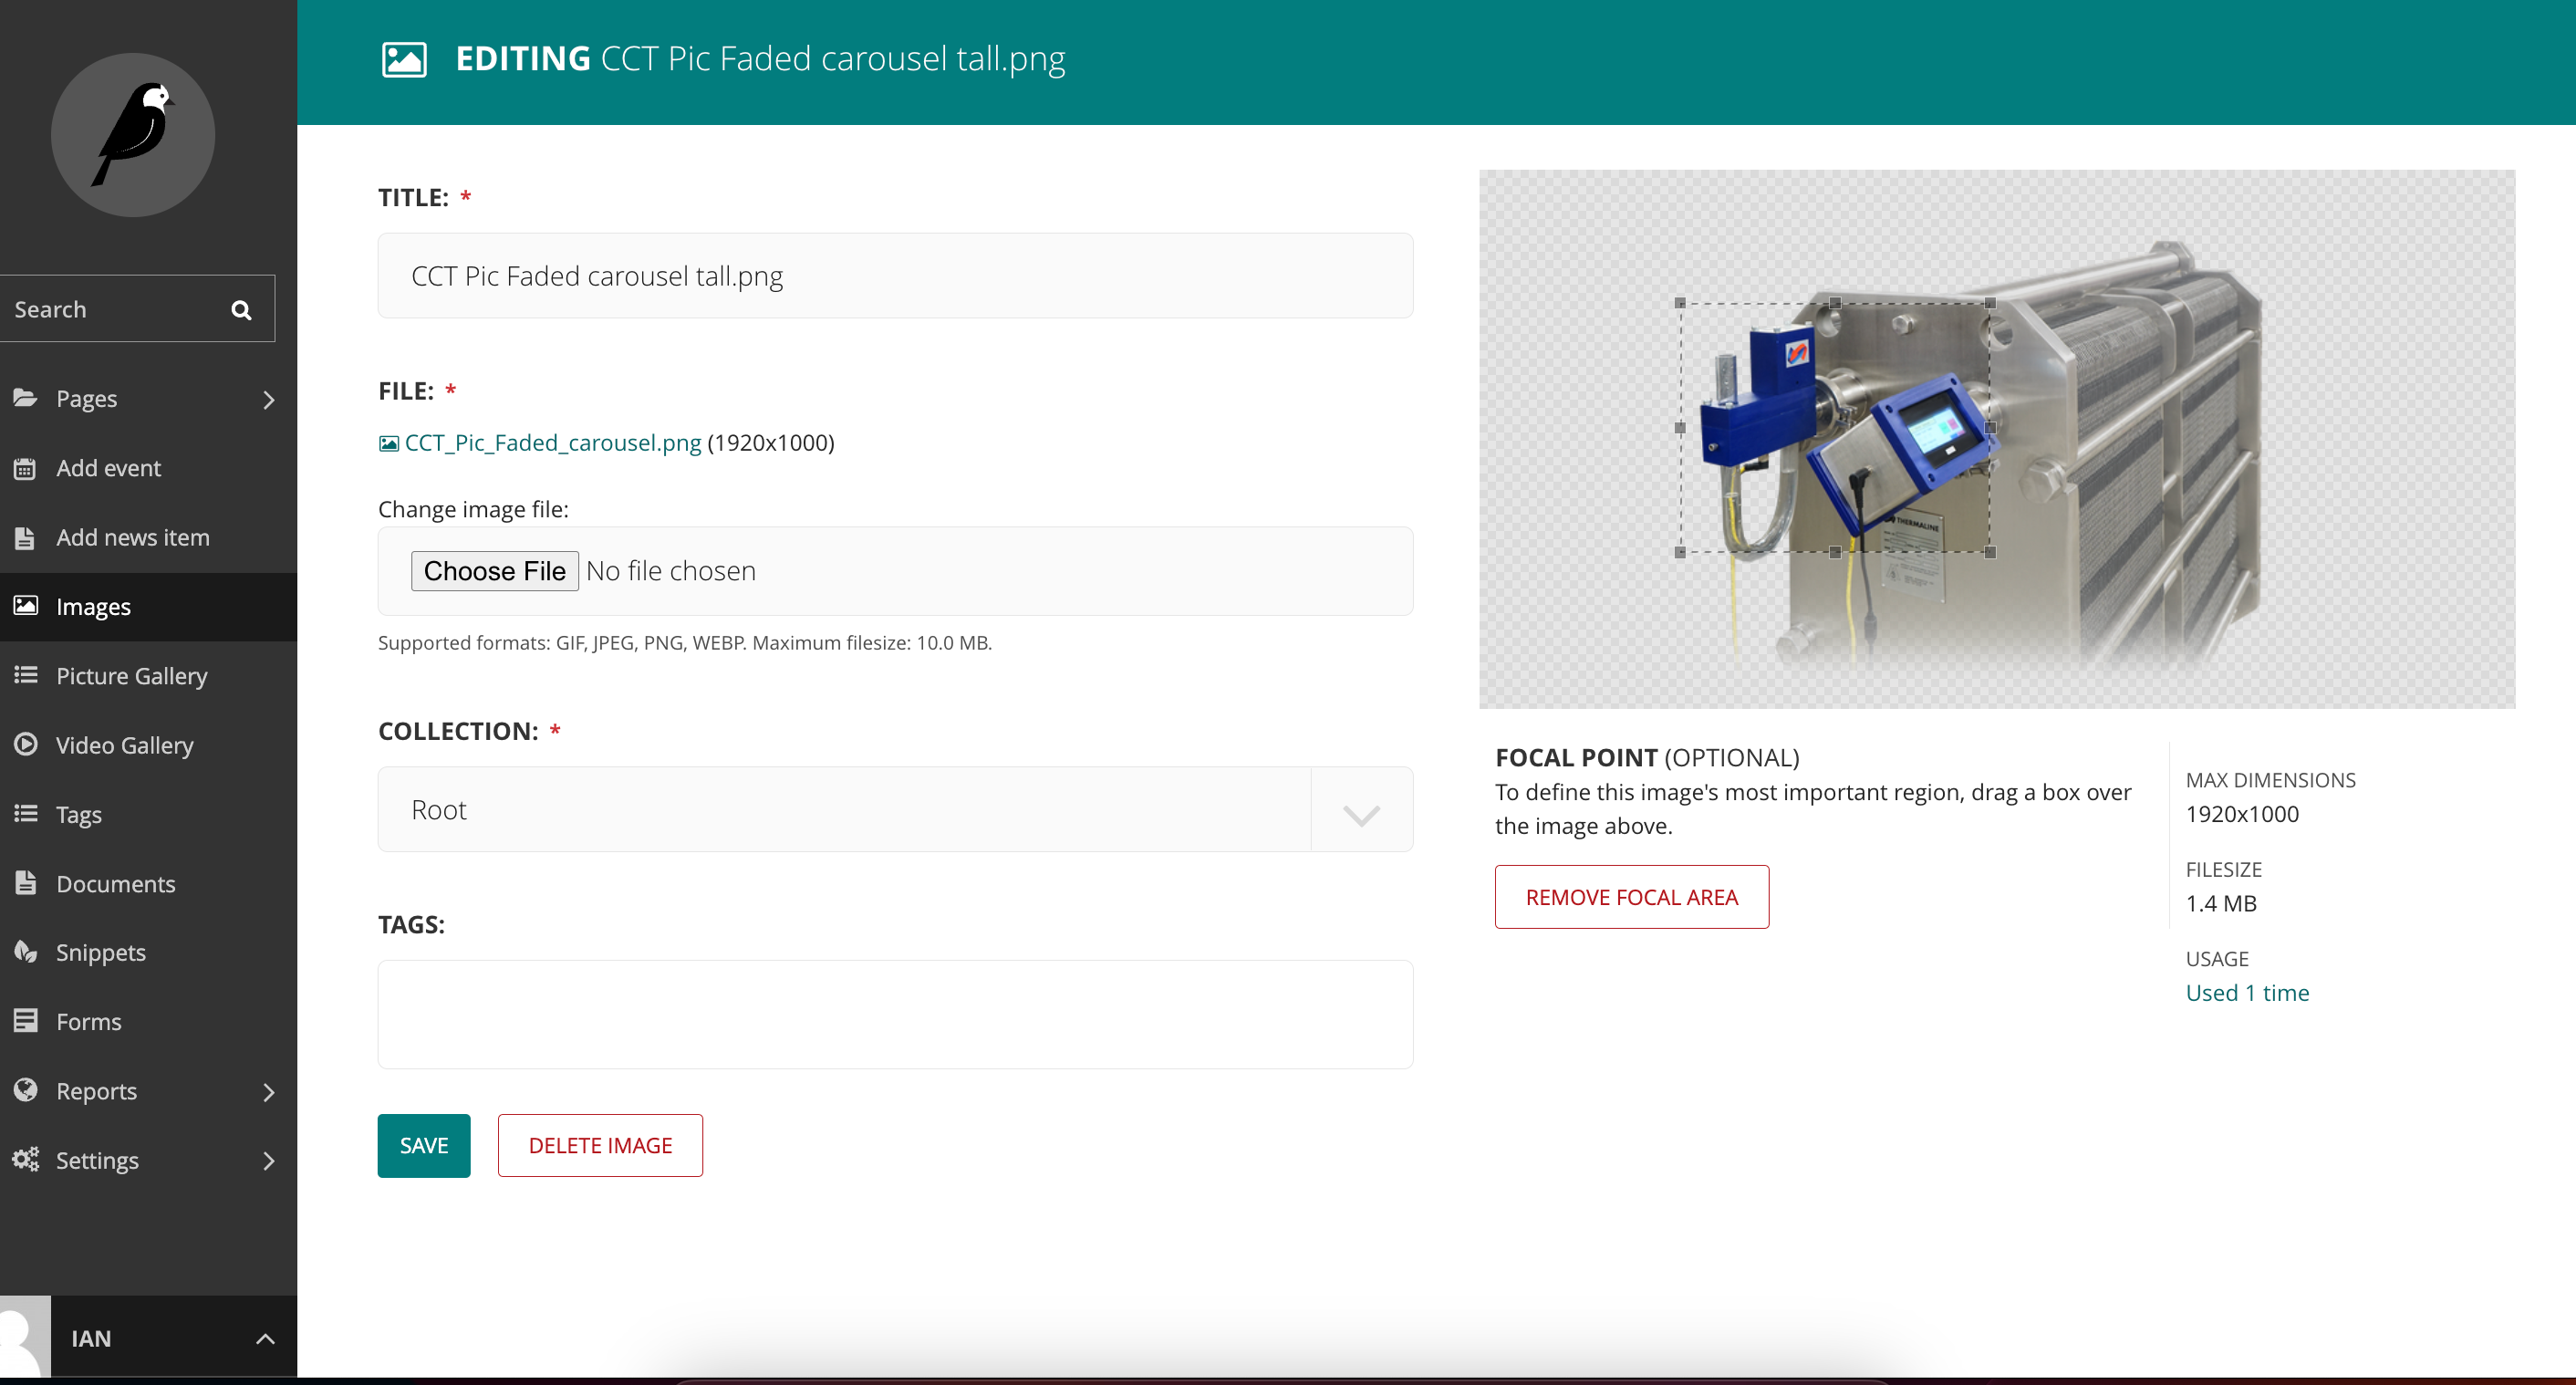 EDITING CCT Pic Faded carousel tall.png
Search
Pages
Add event
Add news item
Images
Picture Gallery
Video Gallery
Tags
Documents
Snippets
Forms
Reports
Settings
IAN
TITLE: *
CCT Pic Faded carousel tall.png
FILE: *
CCT_Pic_Faded_carousel.png (1920x1000)
Change image file:
Choose File No file chosen
Supported formats: GIF, JPEG, PNG, WEBP. Maximum filesize: 10.0 MB.
COLLECTION: *
Root
TAGS:
SAVE
DELETE IMAGE
THERMALINE
FOCAL POINT (OPTIONAL)
To define this image's most important region, drag a box over
the image above.
REMOVE FOCAL AREA
MAX DIMENSIONS
1920x1000
FILESIZE
1.4 MB
USAGE
Used 1 time